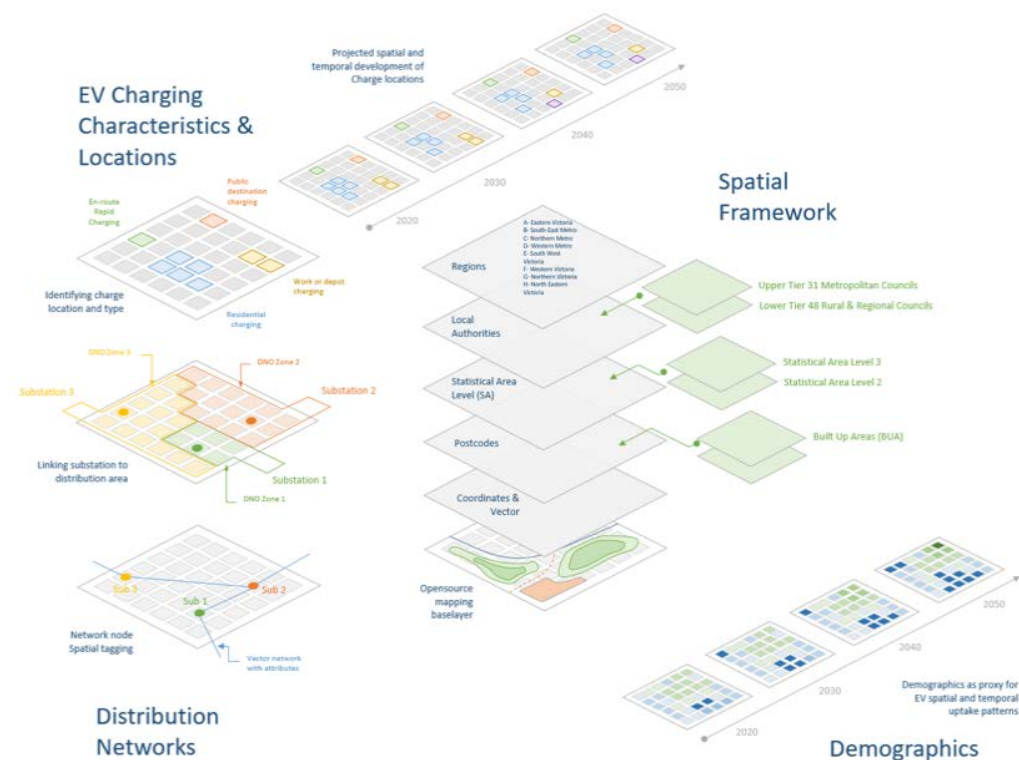 Projected spatial and
temporal development of
Charge locations
2050
2040
2030
2020
EV Charging
Characteristics &
Locations
En-route
Rapid
Charging
Public
destination
charging
Work or depot
charging
Residential
charging
Identifying charge
location and type
Spatial
Framework
Regions
A- Eastern Victoria
B- South-East Metro
C- Northern Metro
D- Western Metro
E- South West
Victoria
F- Western Victoria
G- Northern Victoria
H- North Eastern
Victoria
Upper Tier 31 Metropolitan Councils
Lower Tier 48 Rural & Regional Councils
Local
Authorities
Statistical Area Level 3
Statistical Area Level 2
Statistical Area
Level (SA)
Built Up Areas (BUA)
Postcodes
Coordinates &
Vector
Opensource
mapping
baselayer
DNO Zone 3
DNO Zone 2
Substation 3
Substation 2
Linking substation to
distribution area
Substation 1
DNO Zone 1
Sub 3
Sub 1
Sub 2
Network node
Spatial tagging
Vector network
with attributes
Distribution
Networks
2050
2040
2030
2020
Demographics as proxy for
EV spatial and temporal
uptake patterns
Demographics